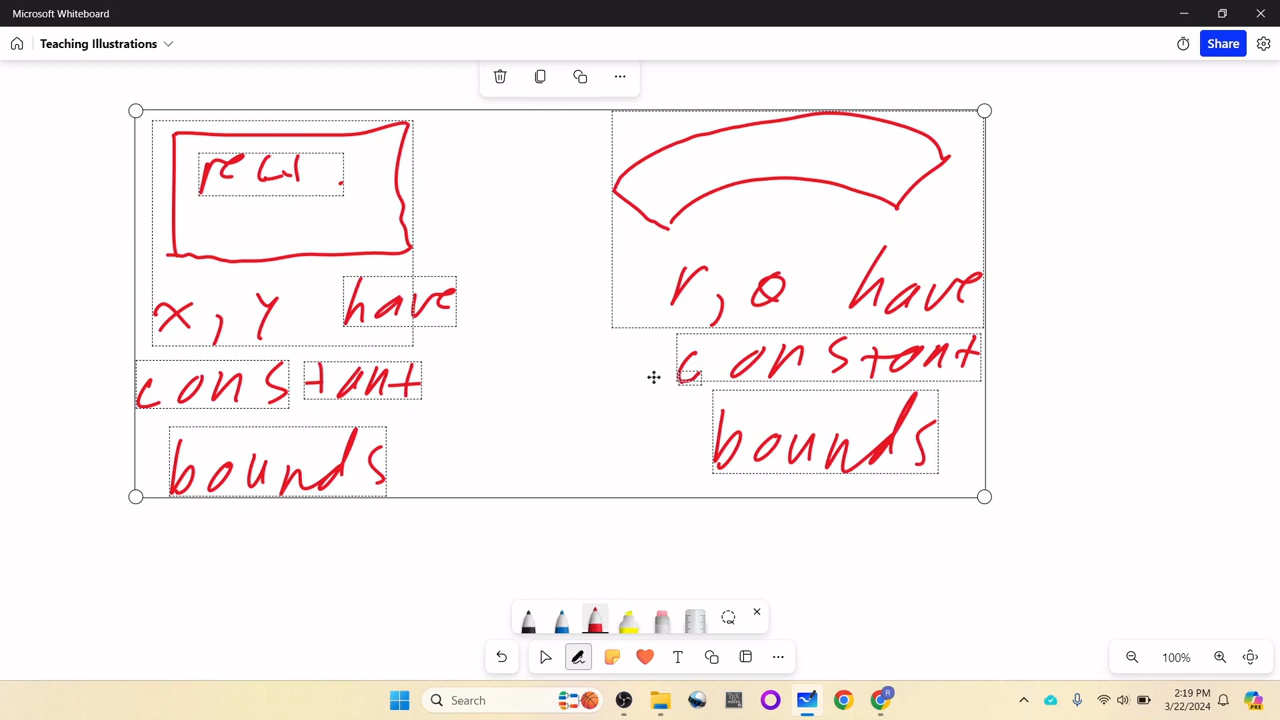 Microsoft Whiteboard
Teaching Illustrations
Share
x, y have
constant
bounds
r, θ have
constant
bounds
100%
Search
2:19 PM
3/22/2024